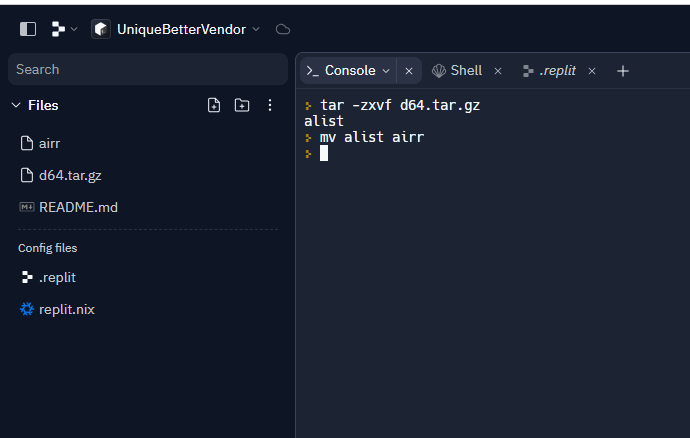 UniqueBetterVendor
Search
Files
airr
d64.tar.gz
README.md
Config files
.replit
replit.nix
Console
Shell
.replit
tar -zxvf d64.tar.gz
alist
mv alist airr